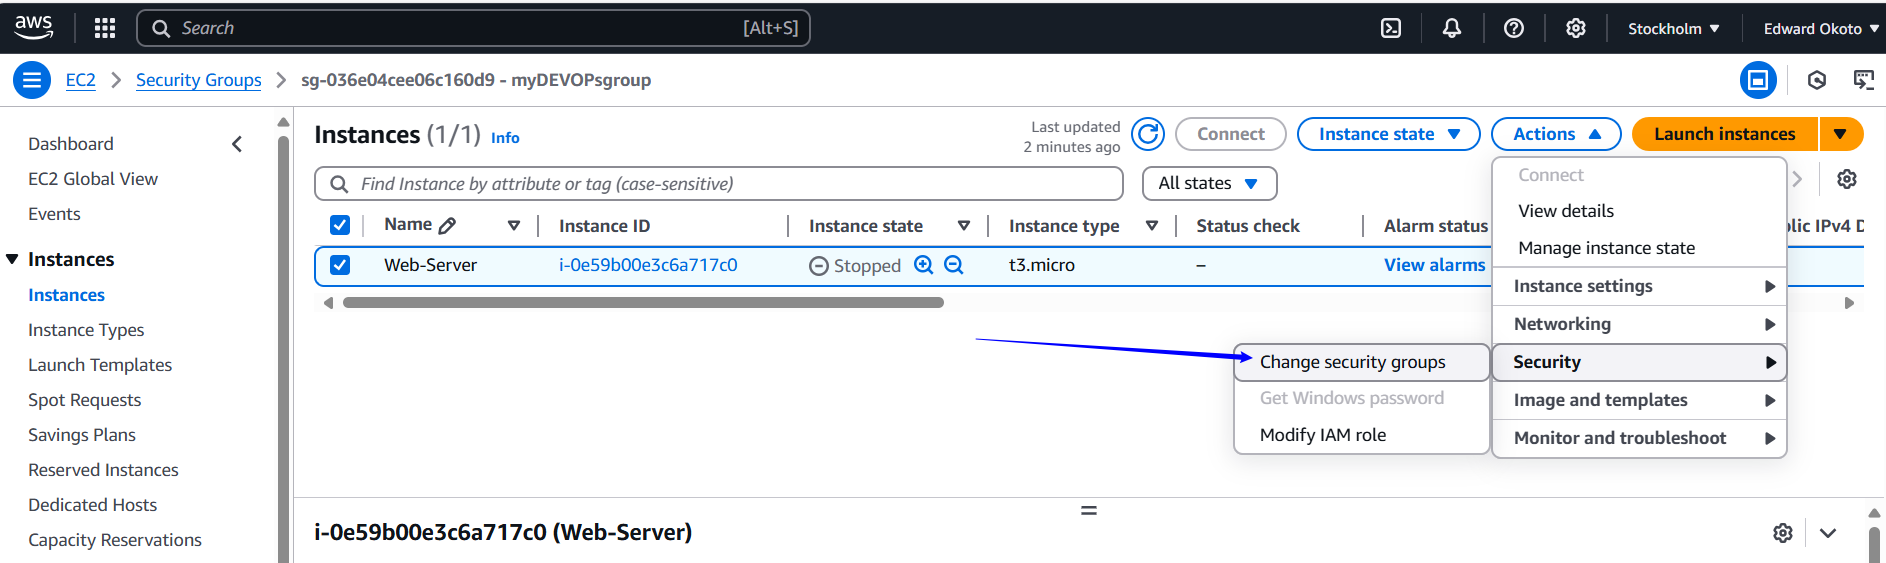 aws
Search [Alt+S]
Stockholm
Edward Okoto
EC2
Security Groups
sg-036e04cee06c160d9 - myDEVOPsgroup
Dashboard
EC2 Global View
Events
Instances
Instances
Instance Types
Launch Templates
Spot Requests
Savings Plans
Reserved Instances
Dedicated Hosts
Capacity Reservations
Instances (1/1) Info
Last updated
2 minutes ago
Connect
Instance state
Actions
Launch instances
Find Instance by attribute or tag (case-sensitive)
All states
Name Instance ID Instance state Instance type Status check Alarm status lic IPv4 D
Web-Server i-0e59b00e3c6a717c0 Stopped t3.micro – View alarms
Connect
View details
Manage instance state
Instance settings
Networking
Security
Image and templates
Monitor and troubleshoot
Change security groups
Get Windows password
Modify IAM role
i-0e59b00e3c6a717c0 (Web-Server)